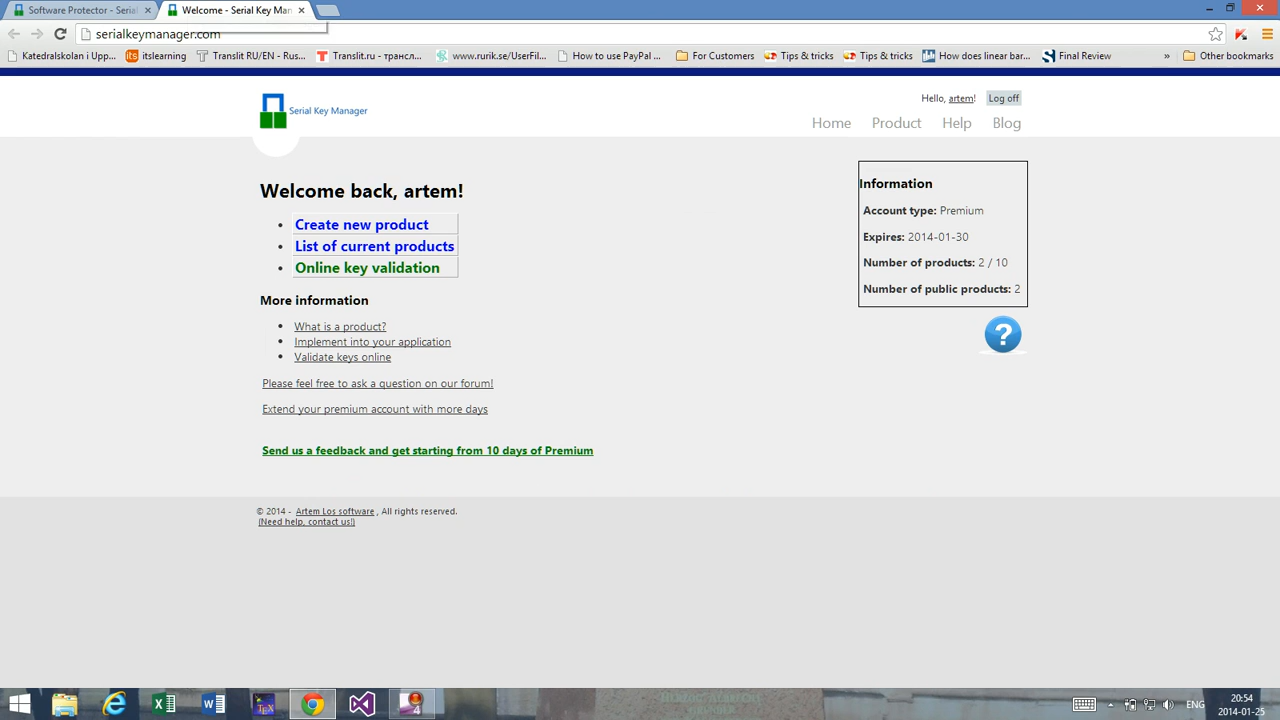 Software Protector - Serial
Welcome - Serial Key Man
serialkeymanager.com
Katedralskolan i Upp...
its itslearning
Translit RU/EN - Rus...
Translit.ru - трансл...
www.rurik.se/UserFil...
How to use PayPal ...
For Customers
Tips & tricks
Tips & tricks
How does linear bar...
Final Review
»
Other bookmarks
Serial Key Manager
Hello, artem! Log off
Home Product Help Blog
Welcome back, artem!
• Create new product
• List of current products
• Online key validation
More information
• What is a product?
• Implement into your application
• Validate keys online
Please feel free to ask a question on our forum!
Extend your premium account with more days
Send us a feedback and get starting from 10 days of Premium
Information
Account type: Premium
Expires: 2014-01-30
Number of products: 2 / 10
Number of public products: 2
?
© 2014 - Artem Los software , All rights reserved.
(Need help, contact us!)
ENG
20:54
2014-01-25